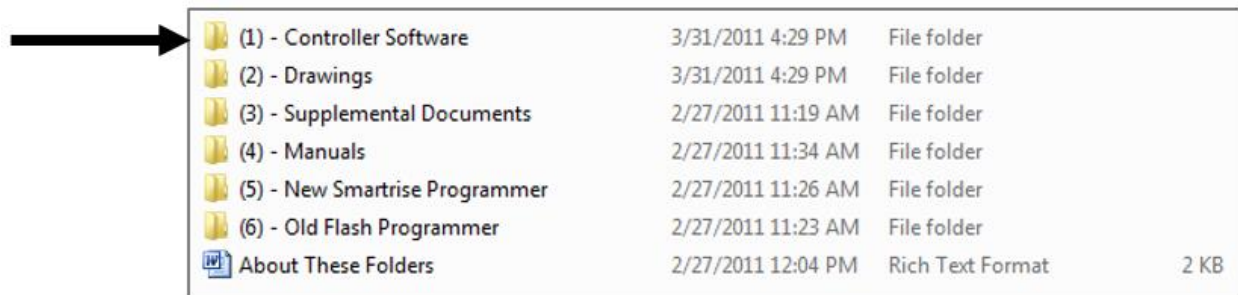 (1) - Controller Software 3/31/2011 4:29 PM File folder
(2) - Drawings 3/31/2011 4:29 PM File folder
(3) - Supplemental Documents 2/27/2011 11:19 AM File folder
(4) - Manuals 2/27/2011 11:34 AM File folder
(5) - New Smartrise Programmer 2/27/2011 11:26 AM File folder
(6) - Old Flash Programmer 2/27/2011 11:23 AM File folder
About These Folders 2/27/2011 12:04 PM Rich Text Format 2 KB